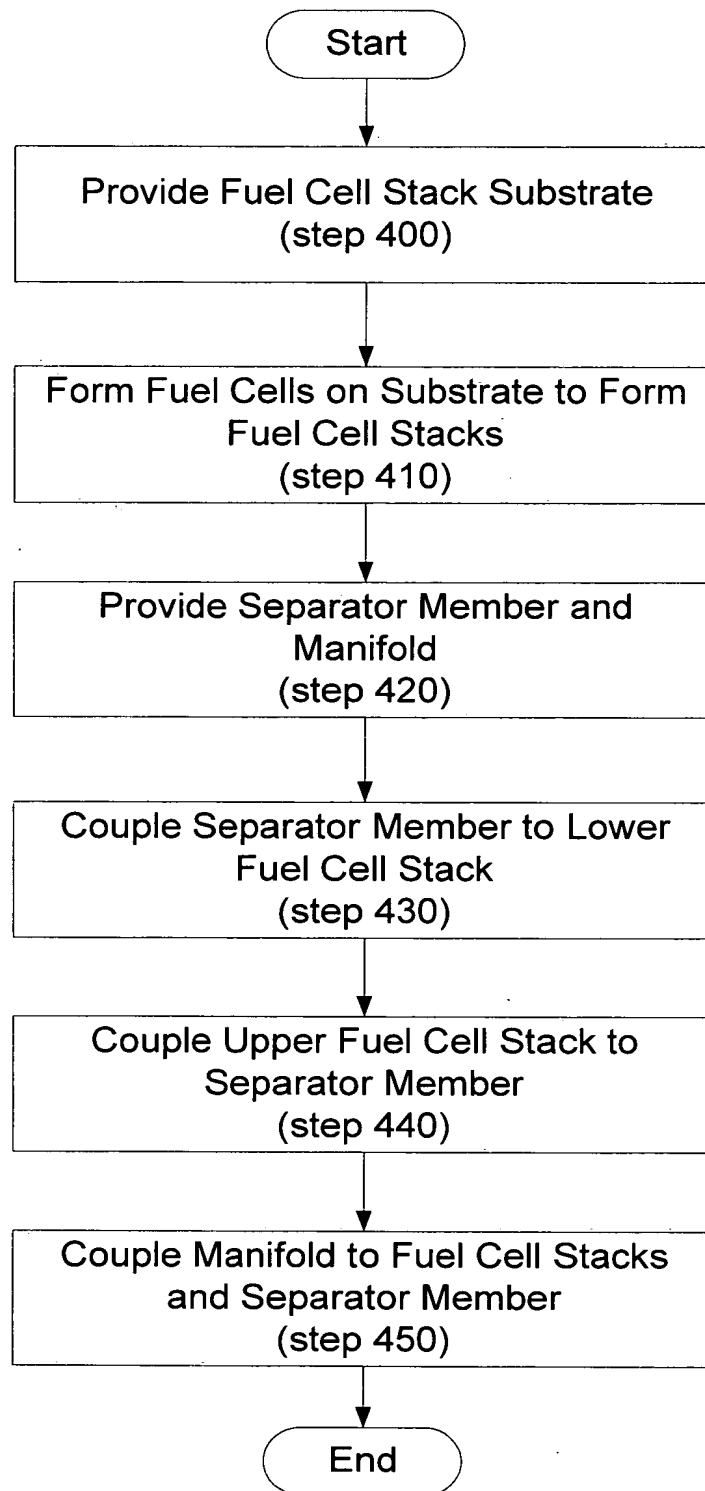 Start
Provide Fuel Cell Stack Substrate
(step 400)
Form Fuel Cells on Substrate to Form
Fuel Cell Stacks
(step 410)
Provide Separator Member and
Manifold
(step 420)
Couple Separator Member to Lower
Fuel Cell Stack
(step 430)
Couple Upper Fuel Cell Stack to
Separator Member
(step 440)
Couple Manifold to Fuel Cell Stacks
and Separator Member
(step 450)
End